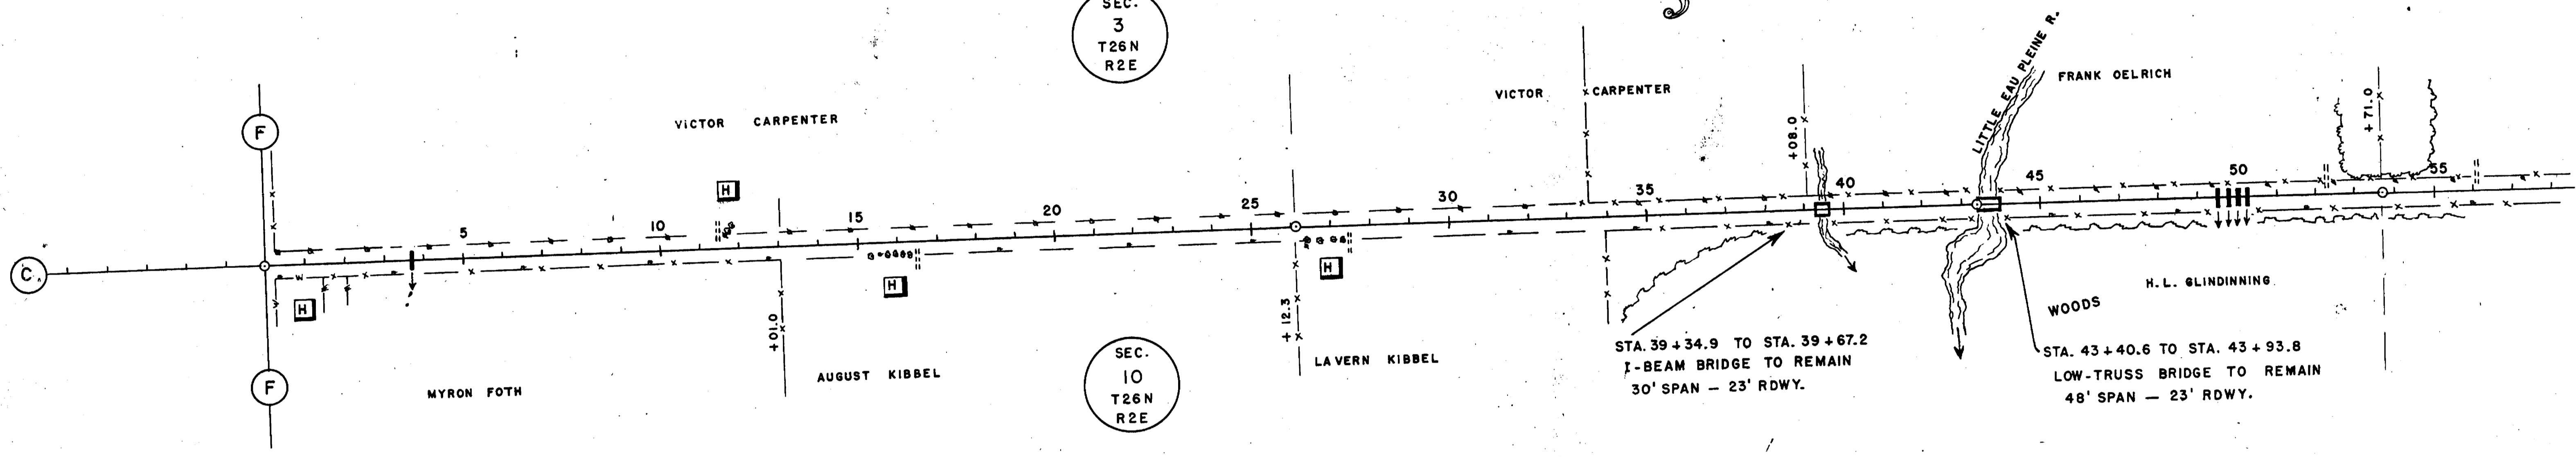 SEC.
3
T26N
R2E
LITTLE EAU PLEINE R.
FRANK OELRICH
VICTOR CARPENTER
VICTOR CARPENTER
+71.0
+08.0
F
H
5
10
15
20
25
30
35
40
45
50
55
C
H
H
H
W
+01.0
+12.3
H.L. GLINDINNING
WOODS
F
MYRON FOTH
AUGUST KIBBEL
SEC.
10
T26N
R2E
LAVERN KIBBEL
STA. 39+34.9 TO STA. 39+67.2
I-BEAM BRIDGE TO REMAIN
30' SPAN — 23' RDWY.
STA. 43+40.6 TO STA. 43+93.8
LOW-TRUSS BRIDGE TO REMAIN
48' SPAN — 23' RDWY.